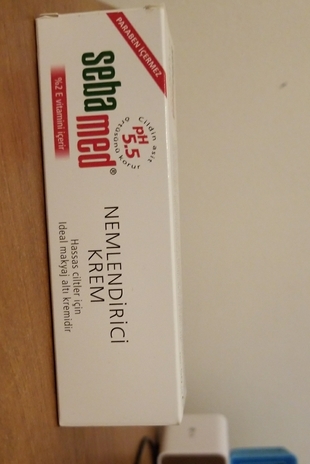 PARABEN İÇERMEZ
sebamed®
Cildin asit örtüsünü korur
pH
5.5
%2 E vitamini içerir
NEMLENDİRİCİ
KREM
Hassas ciltler için
İdeal makyaj altı kremidir